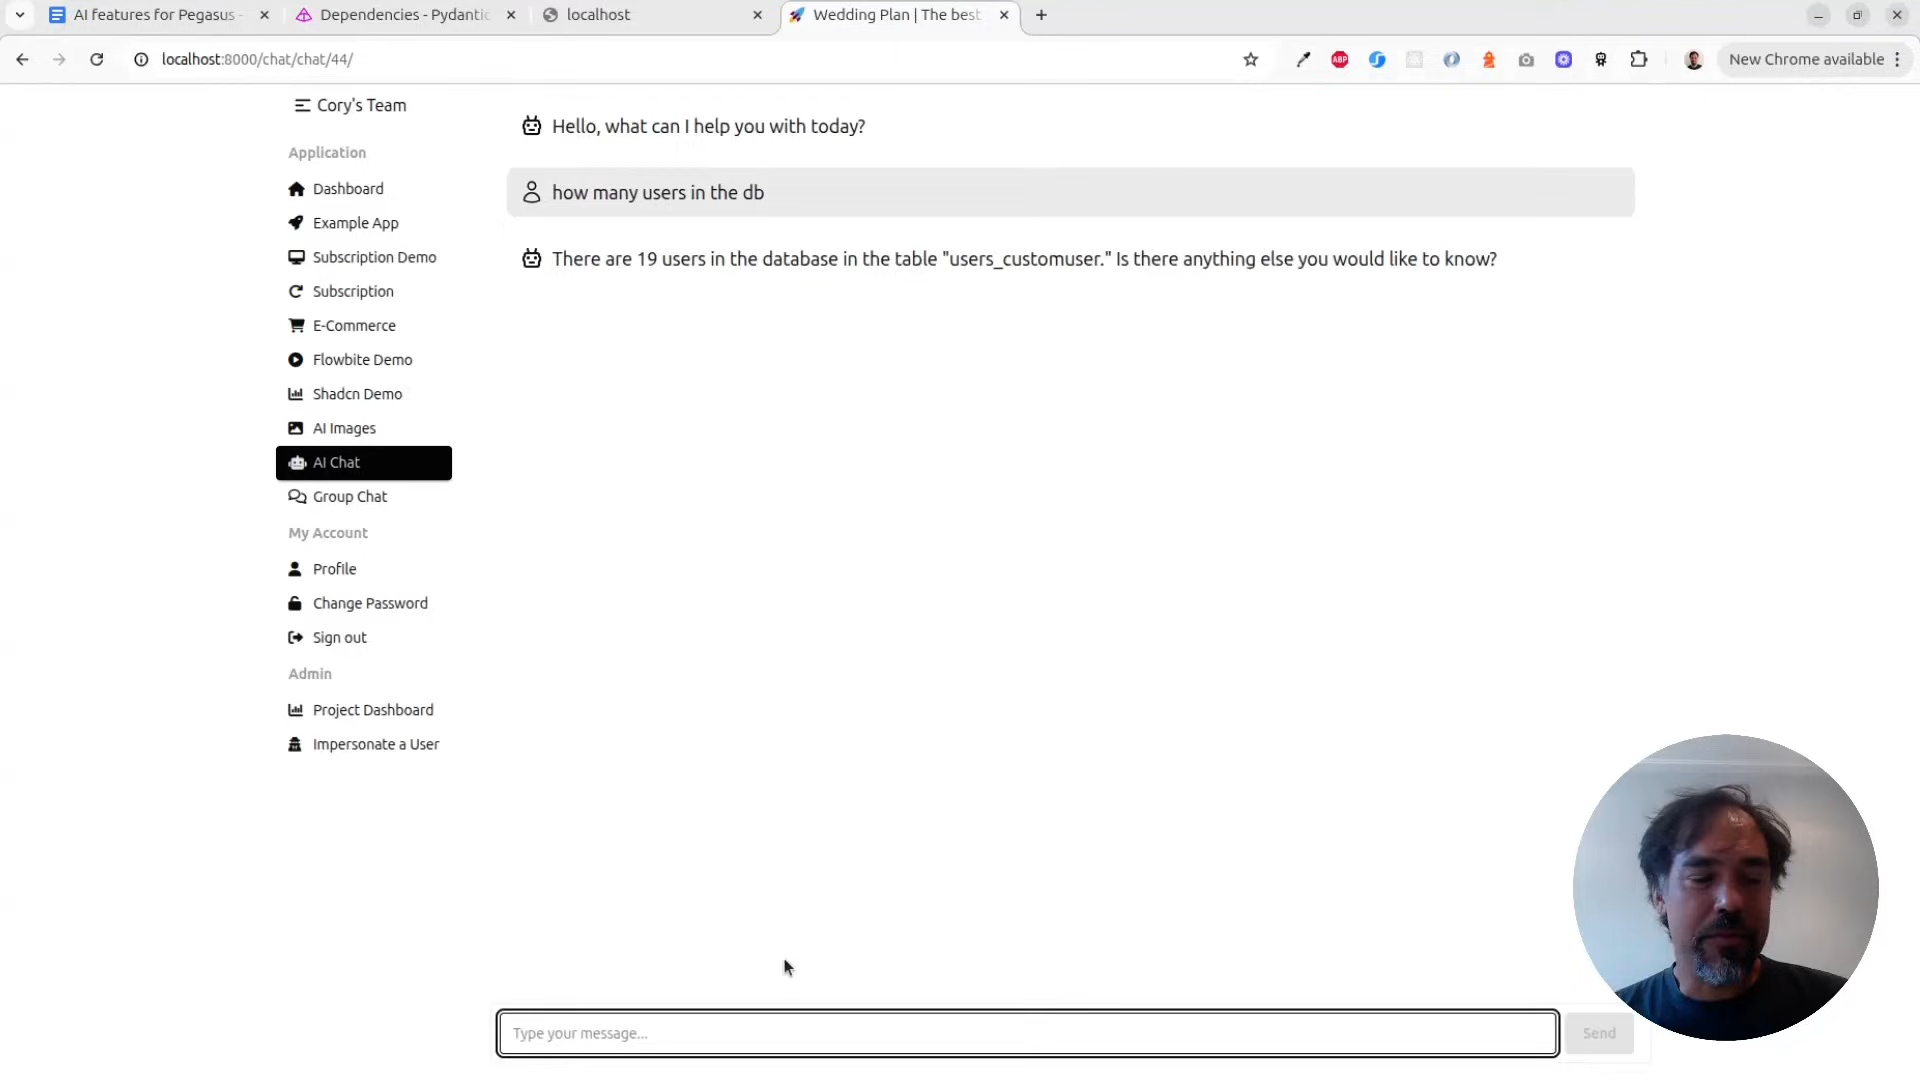 AI features for Pegasus -
Dependencies - Pydantic
localhost
Wedding Plan | The best
localhost:8000/chat/chat/44/
ABP
New Chrome available
Cory's Team
Application
Dashboard
Example App
Subscription Demo
Subscription
E-Commerce
Flowbite Demo
Shadcn Demo
AI Images
AI Chat
Group Chat
My Account
Profile
Change Password
Sign out
Admin
Project Dashboard
Impersonate a User
Hello, what can I help you with today?
how many users in the db
There are 19 users in the database in the table "users_customuser." Is there anything else you would like to know?
Type your message...
Send